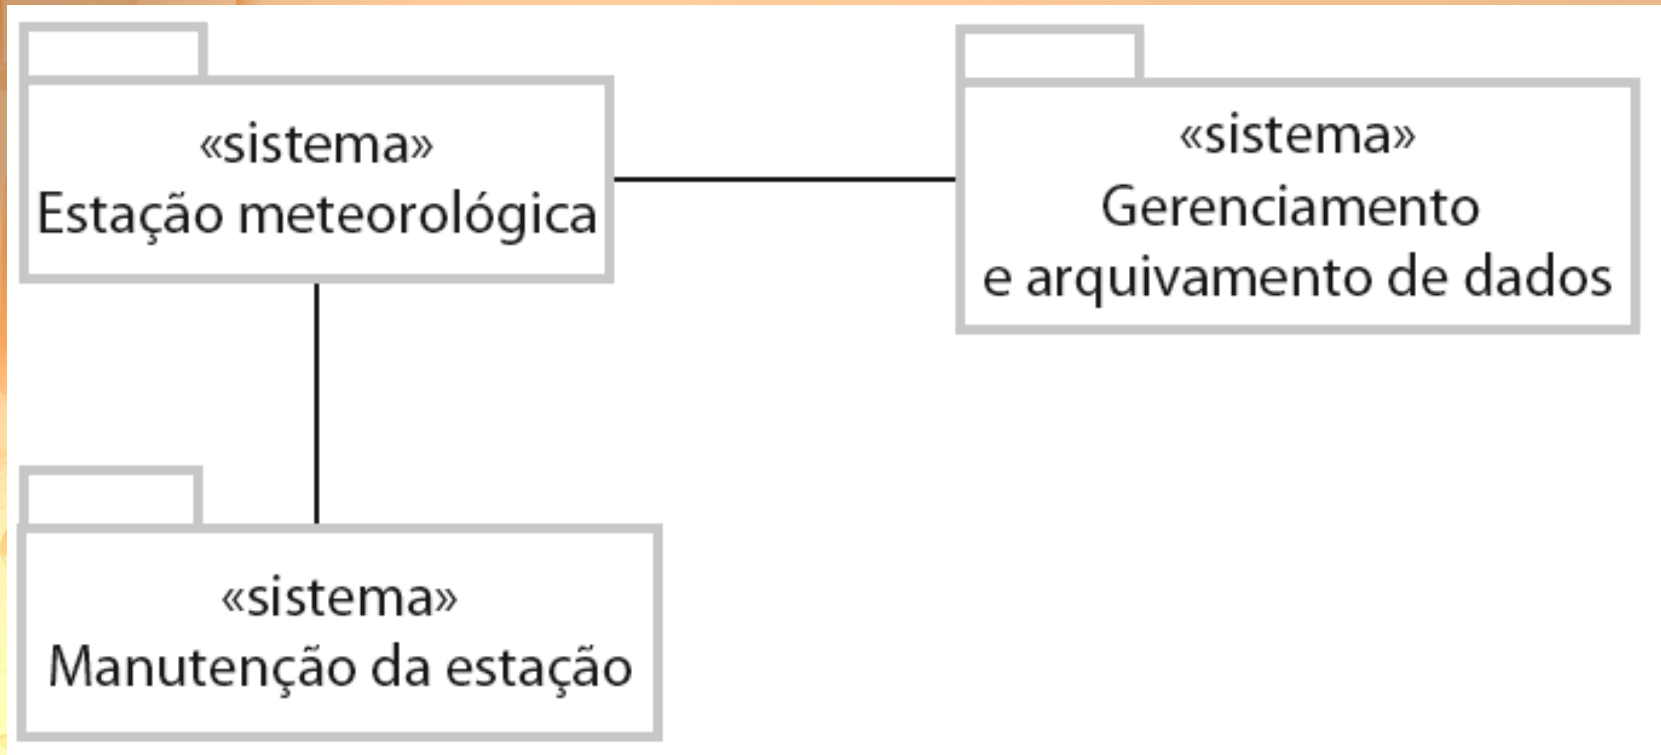 «sistema»
Estação meteorológica
«sistema»
Gerenciamento
e arquivamento de dados
«sistema»
Manutenção da estação